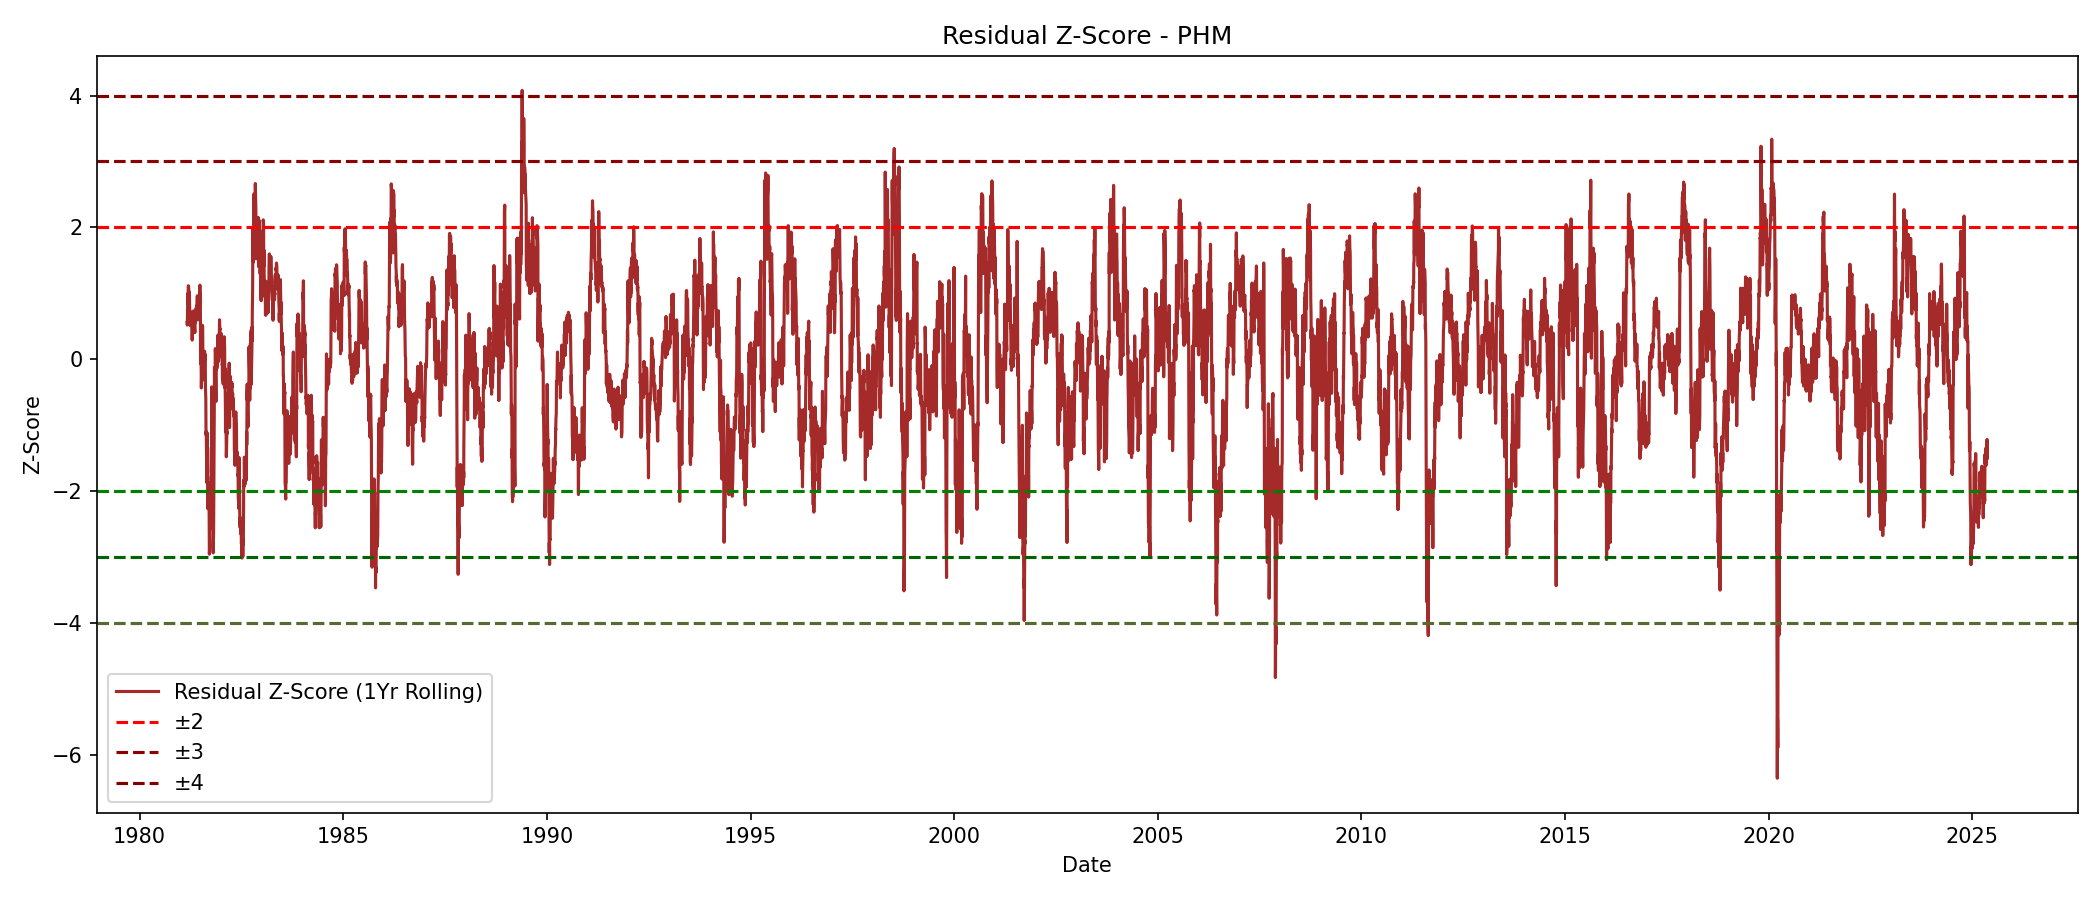 Residual Z-Score - PHM
4
3
2
0
−2
−4
−6
Z-Score
Residual Z-Score (1Yr Rolling)
±2
±3
±4
1980 1985 1990 1995 2000 2005 2010 2015 2020 2025
Date